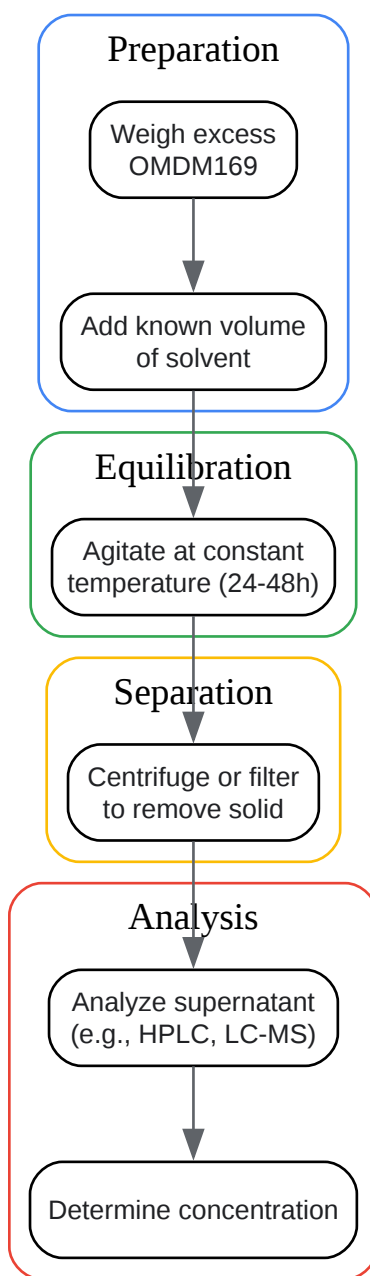 Preparation
Weigh excess
OMDM169
Add known volume
of solvent
Equilibration
Agitate at constant
temperature (24-48h)
Separation
Centrifuge or filter
to remove solid
Analysis
Analyze supernatant
(e.g., HPLC, LC-MS)
Determine concentration